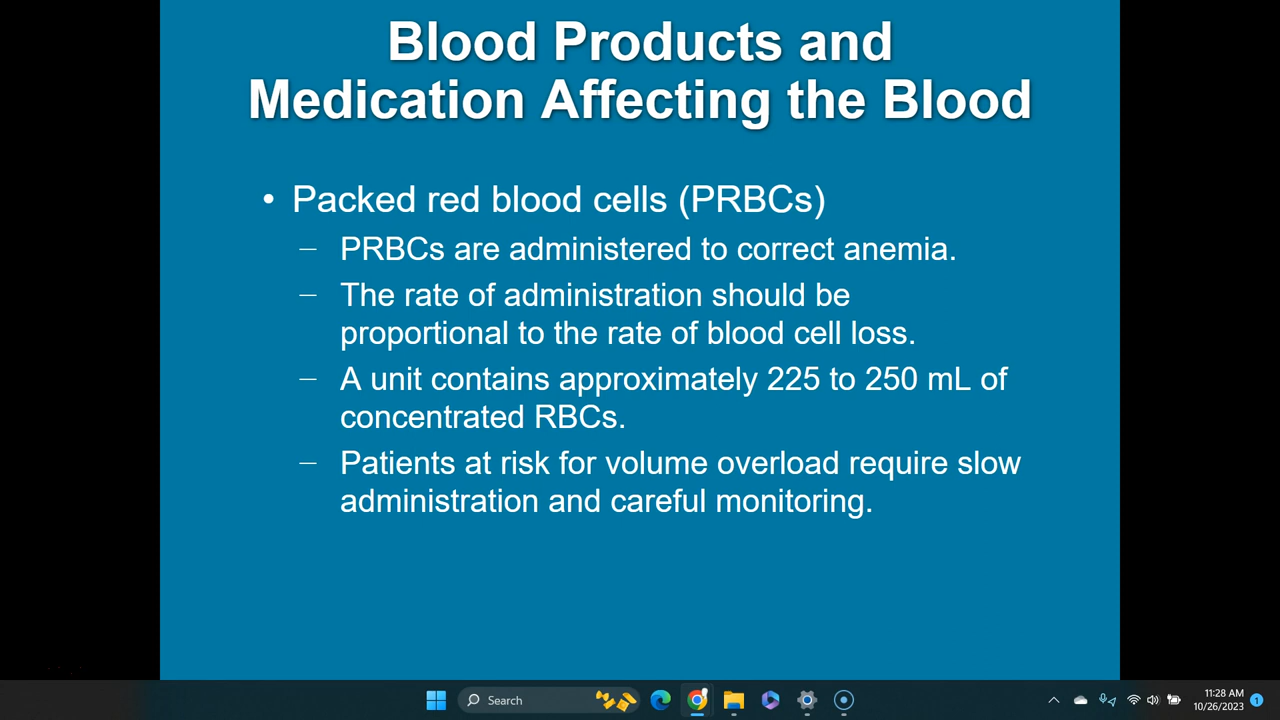 Blood Products and
Medication Affecting the Blood
• Packed red blood cells (PRBCs)
– PRBCs are administered to correct anemia.
– The rate of administration should be
proportional to the rate of blood cell loss.
– A unit contains approximately 225 to 250 mL of
concentrated RBCs.
– Patients at risk for volume overload require slow
administration and careful monitoring.
Search
11:28 AM
10/26/2023
1